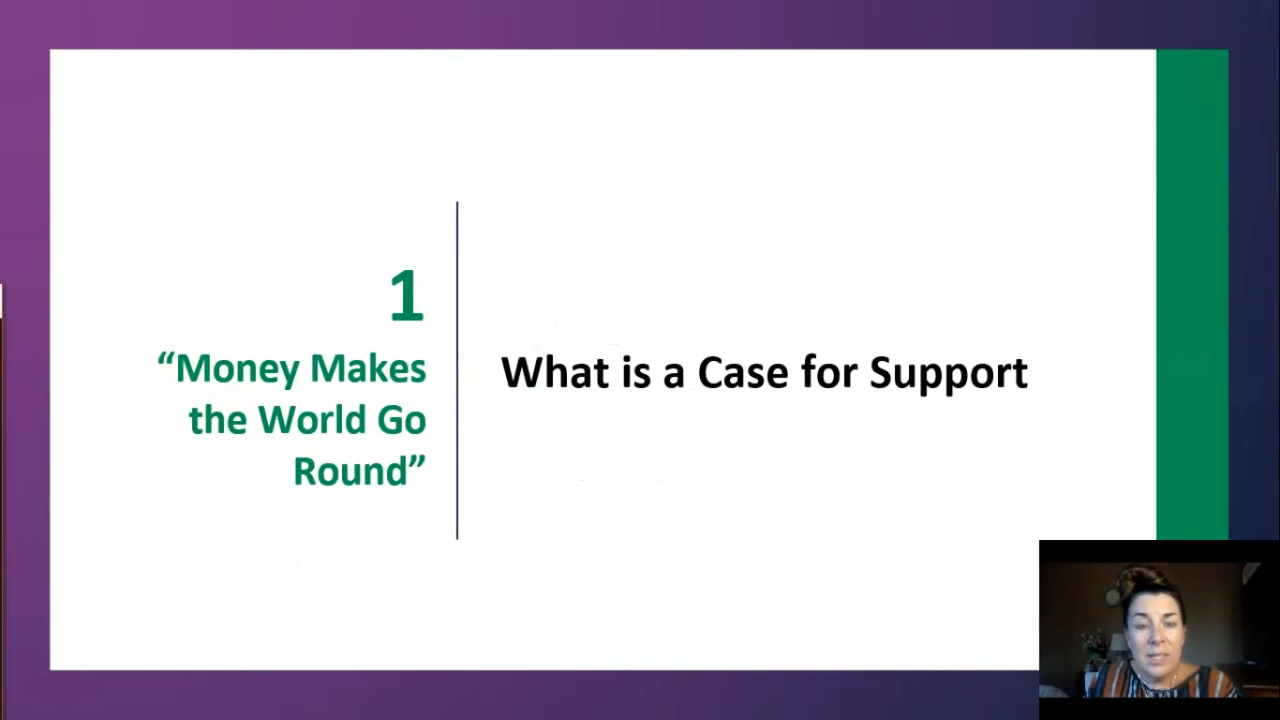 1
“Money Makes
the World Go
Round”
What is a Case for Support